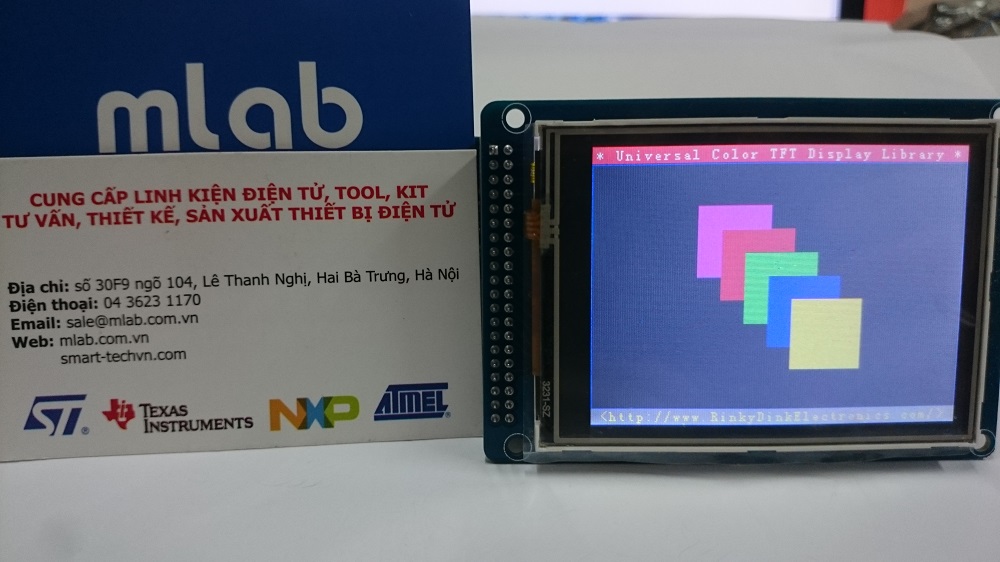 mlab
CUNG CẤP LINH KIỆN ĐIỆN TỬ, TOOL, KIT
TƯ VẤN, THIẾT KẾ, SẢN XUẤT THIẾT BỊ ĐIỆN TỬ
Địa chỉ: số 30F9 ngõ 104, Lê Thanh Nghị, Hai Bà Trưng, Hà Nội
Điện thoại: 04 3623 1170
Email: sale@mlab.com.vn
Web: mlab.com.vn
smart-techvn.com
ST
TEXAS
INSTRUMENTS
NXP
ATMEL
* Universal Color TFT Display Library *
<http://www.RinkyDinkElectronics.com/>
3231-SZ